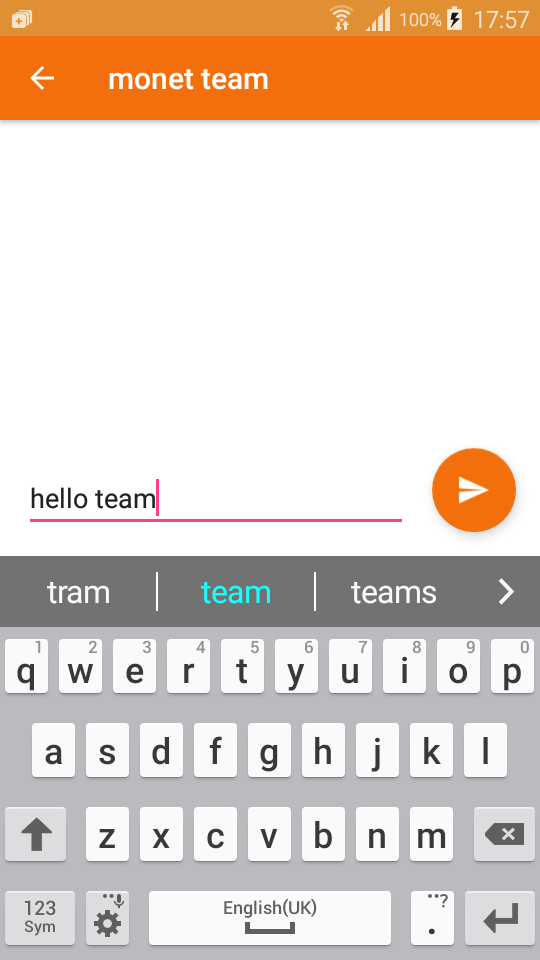 100% 17:57
monet team
hello team
tram team teams
1 2 3 4 5 6 7 8 9 0
q w e r t y u i o p
a s d f g h j k l
z x c v b n m
123 Sym English(UK) . ?